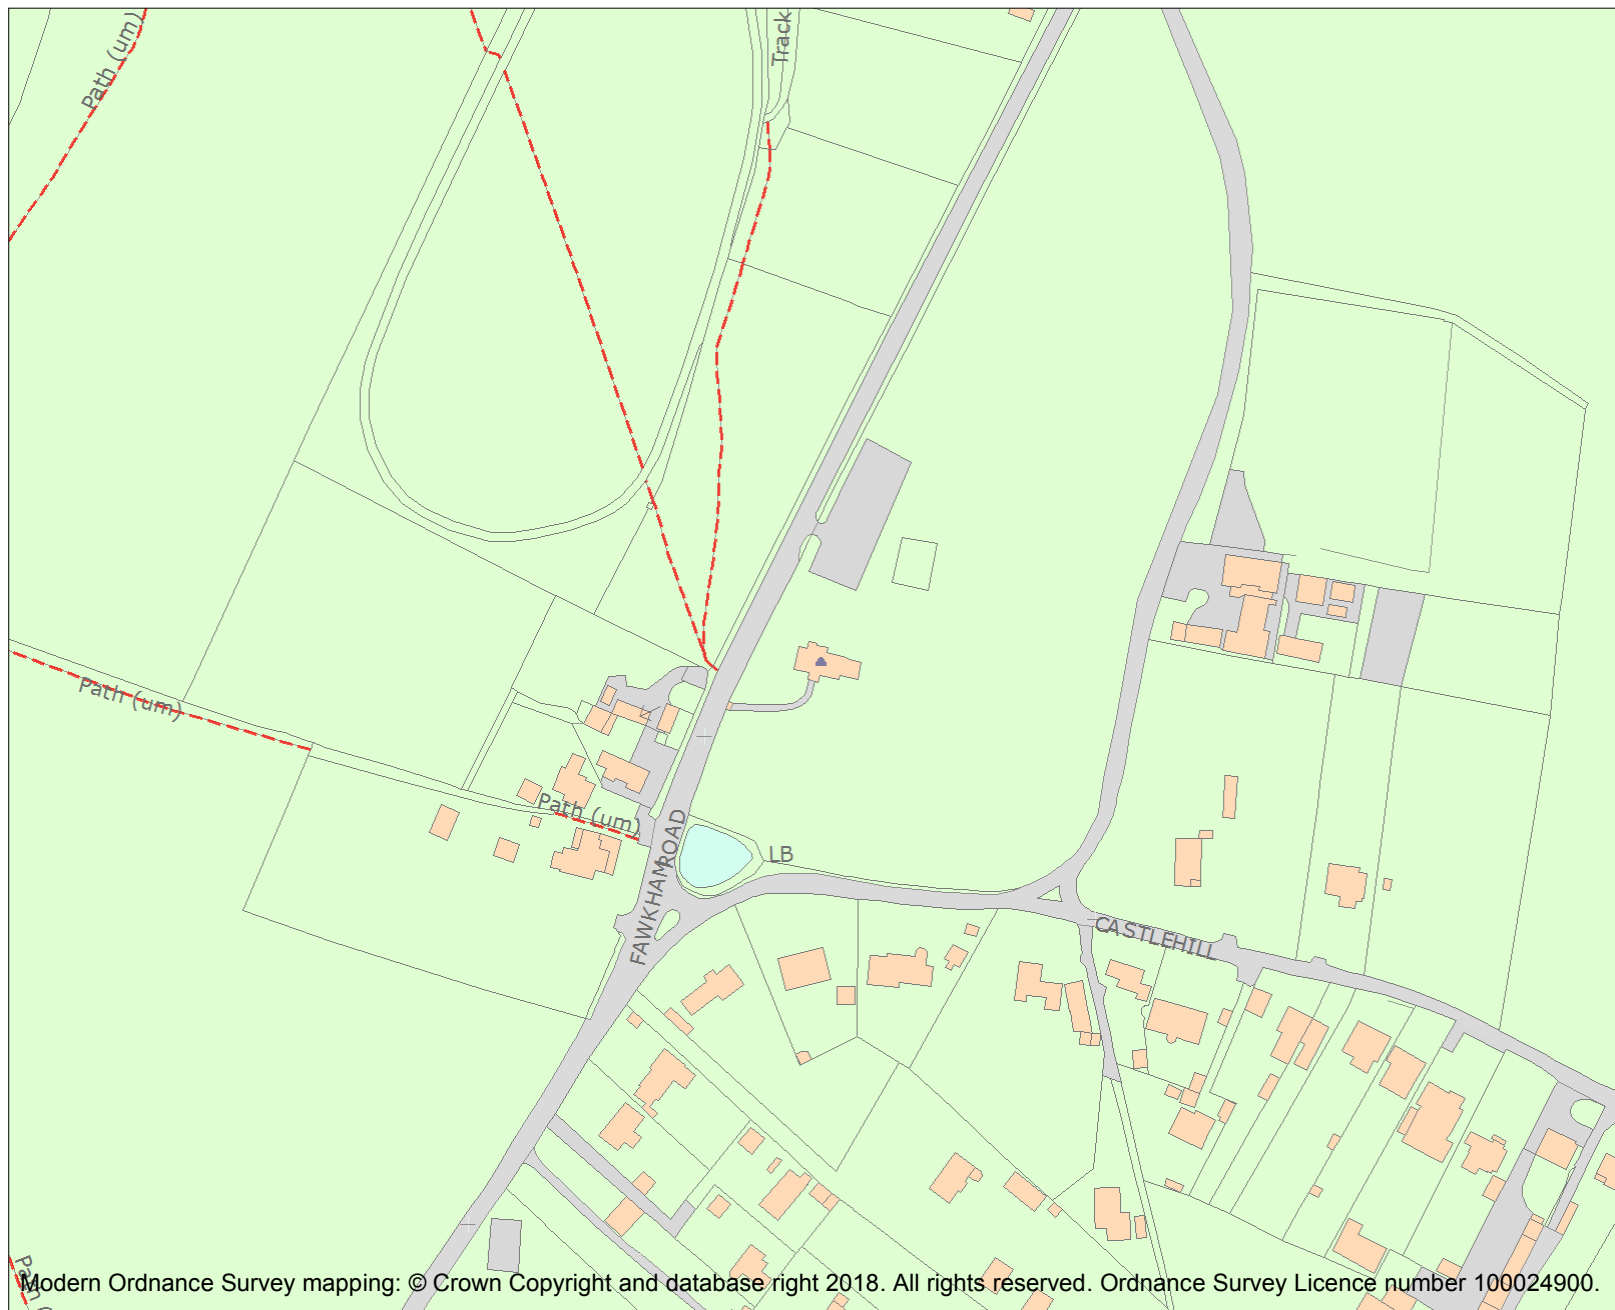 Path (um)
Track
Path (um)
Path (um)
FAWKHAM ROAD
LB
CASTLEHILL
Path (
Modern Ordnance Survey mapping: © Crown Copyright and database right 2018. All rights reserved. Ordnance Survey Licence number 100024900.